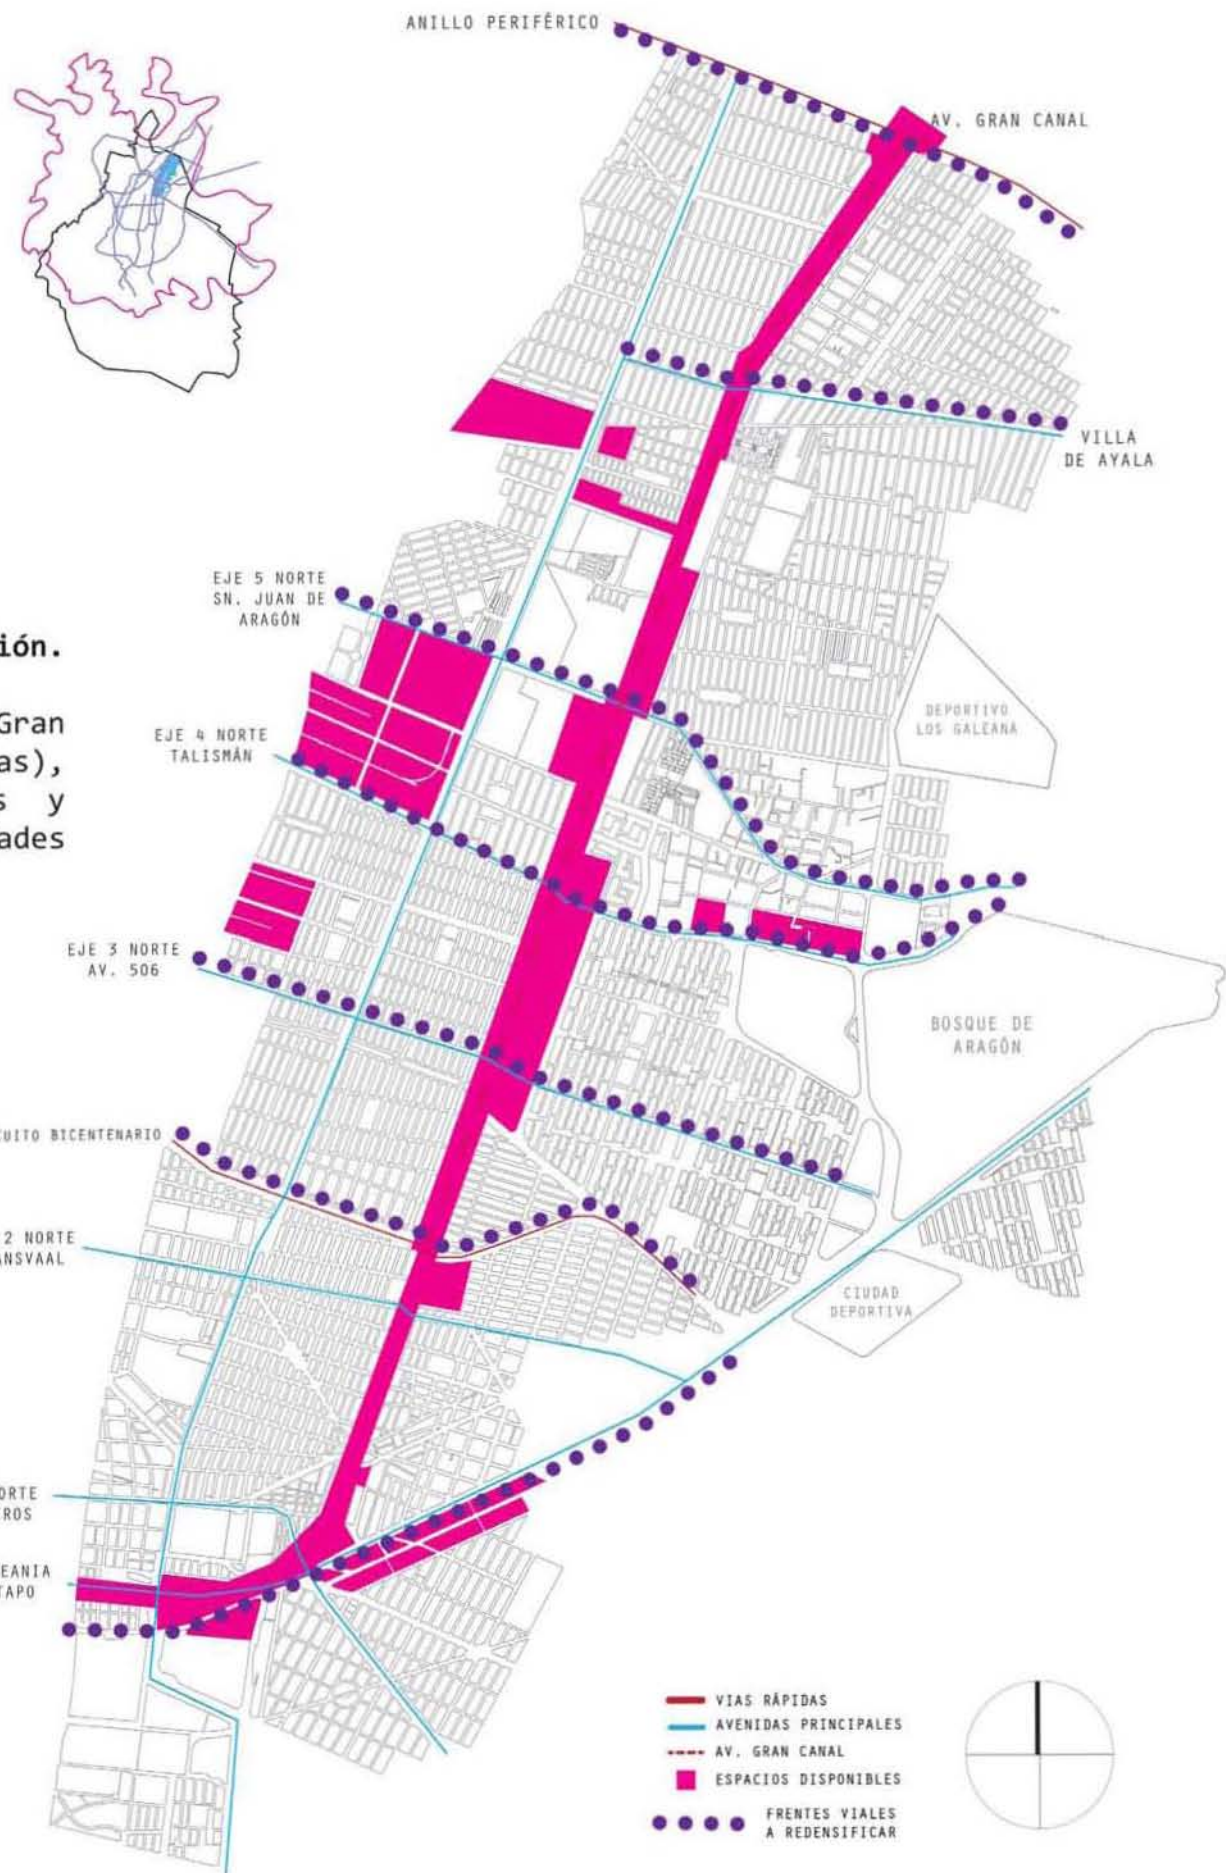 ANILLO PERIFÉRICO
AV. GRAN CANAL
VILLA
DE AYALA
EJE 5 NORTE
SN. JUAN DE
ARAGÓN
ión.
DEPORTIVO
LOS GALEANA
Gran
as),
s y
ades
EJE 4 NORTE
TALISMÁN
EJE 3 NORTE
AV. 506
BOSQUE DE
ARAGÓN
CUITO BICENTENARIO
2 NORTE
ANSVAAL
CIUDAD
DEPORTIVA
ORTE
ROS
EANIA
TAPO
VIAS RÁPIDAS
AVENIDAS PRINCIPALES
AV. GRAN CANAL
ESPACIOS DISPONIBLES
FRENTES VIALES
A REDENSIFICAR